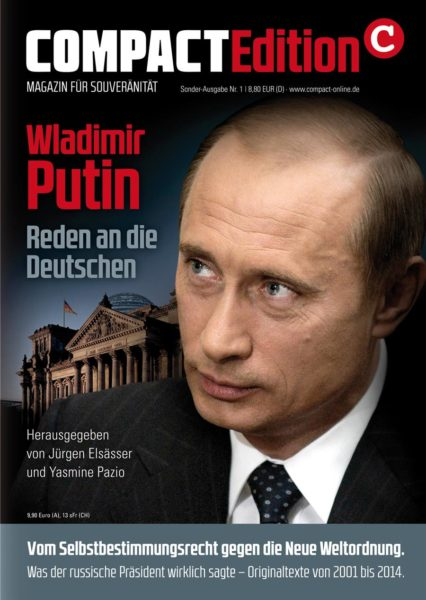 COMPACTEdition C
MAGAZIN FÜR SOUVERÄNITÄT
Sonder-Ausgabe Nr. 1 | 8,80 EUR (D) · www.compact-online.de
Wladimir
Putin
Reden an die
Deutschen
Herausgegeben
von Jürgen Elsässer
und Yasmine Pazio
9,90 Euro (A), 13 sFr (CH)
Vom Selbstbestimmungsrecht gegen die Neue Weltordnung.
Was der russische Präsident wirklich sagte – Originaltexte von 2001 bis 2014.